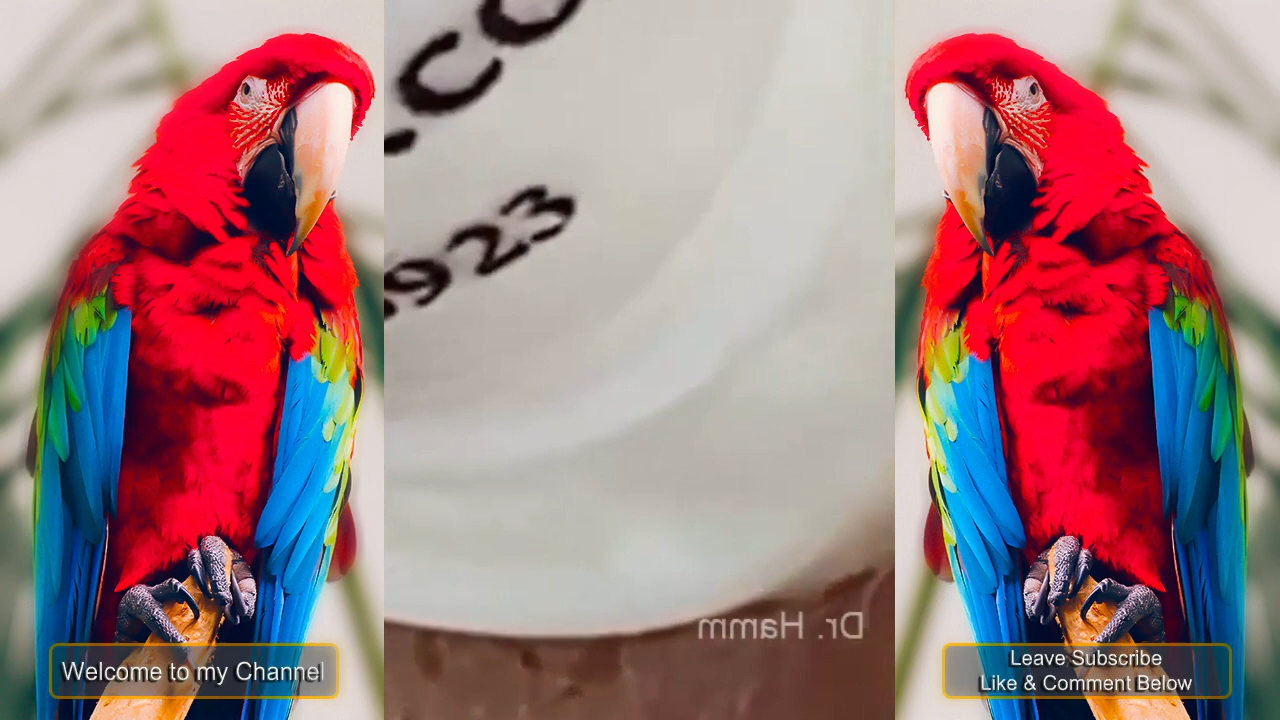 .CO
923
Dr. Hamm
Welcome to my Channel
Leave Subscribe
Like & Comment Below